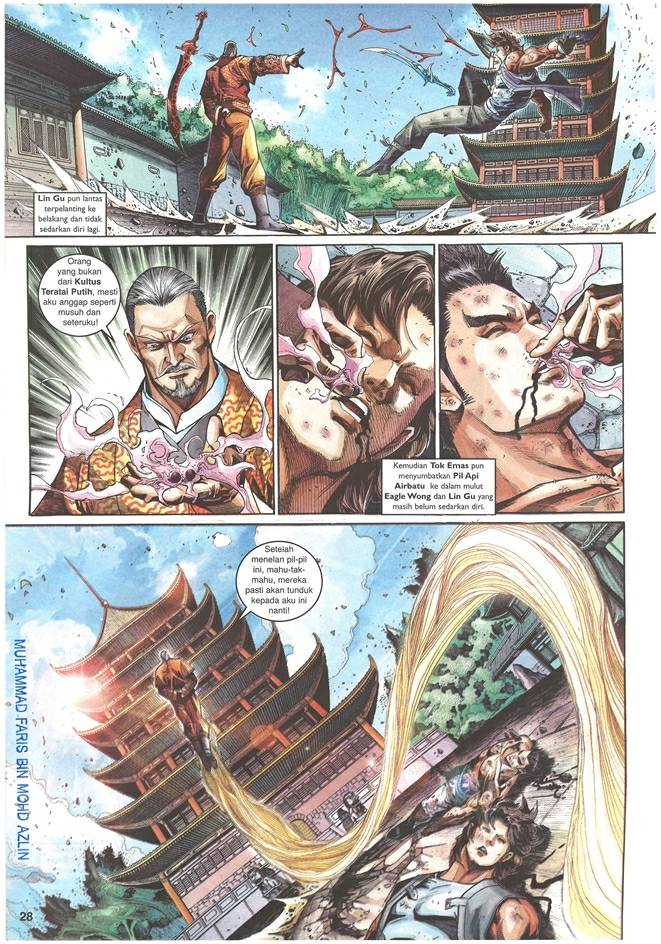 Lin Gu pun lantas
terpelanting ke
belakang dan tidak
sedarkan diri lagi.
Orang
yang bukan
dari Kultus
Teratai Putih, mesti
aku anggap seperti
musuh dan
seteruku!
Kemudian Tok Emas pun
menyumbatkan Pil Api
Airbatu ke dalam mulut
Eagle Wong dan Lin Gu yang
masih belum sedarkan diri.
Setelah
menelan pil-pil
ini, mahu-tak-
mahu, mereka
pasti akan tunduk
kepada aku ini
nanti!
MUHAMMAD FARIS BIN MOHD AZLIN
28